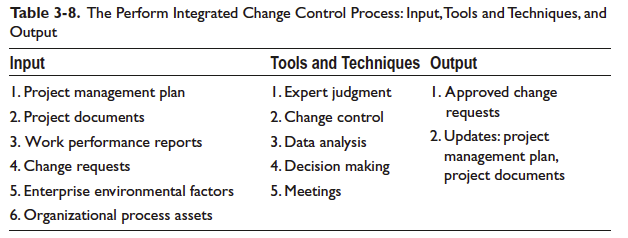 Table 3-8. The Perform Integrated Change Control Process: Input, Tools and Techniques, and
Output
Input Tools and Techniques Output
1. Project management plan 1. Expert judgment 1. Approved change
requests
2. Project documents 2. Change control
3. Work performance reports 3. Data analysis 2. Updates: project
management plan,
project documents
4. Change requests 4. Decision making
5. Enterprise environmental factors 5. Meetings
6. Organizational process assets